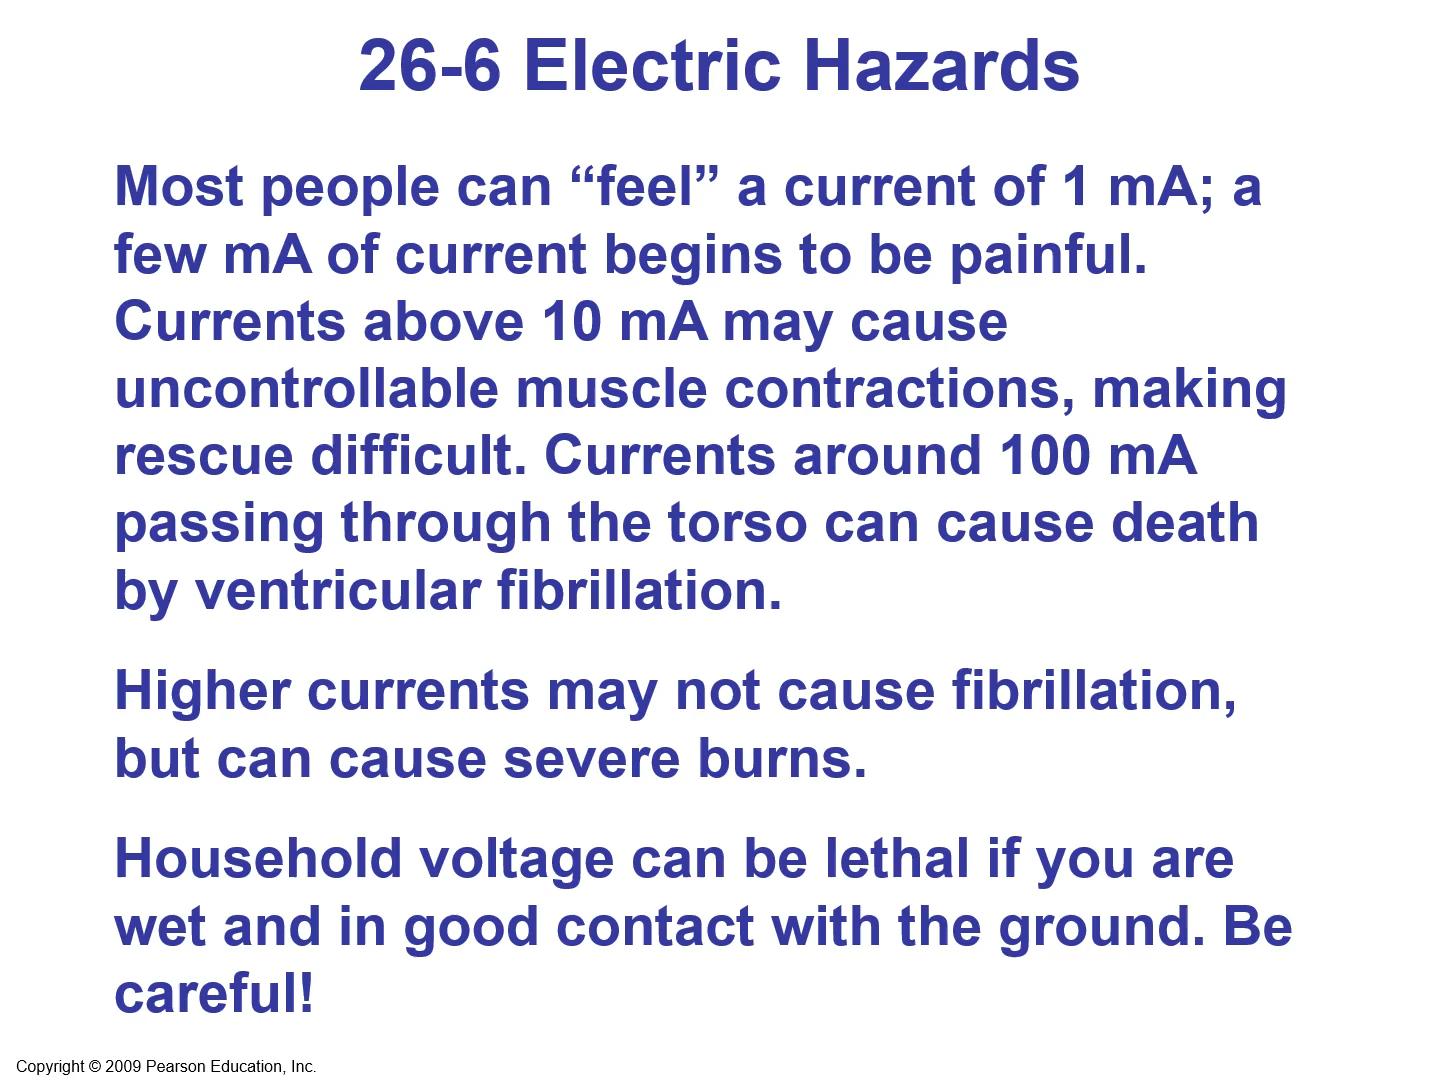 26-6 Electric Hazards
Most people can “feel” a current of 1 mA; a
few mA of current begins to be painful.
Currents above 10 mA may cause
uncontrollable muscle contractions, making
rescue difficult. Currents around 100 mA
passing through the torso can cause death
by ventricular fibrillation.
Higher currents may not cause fibrillation,
but can cause severe burns.
Household voltage can be lethal if you are
wet and in good contact with the ground. Be
careful!
Copyright © 2009 Pearson Education, Inc.